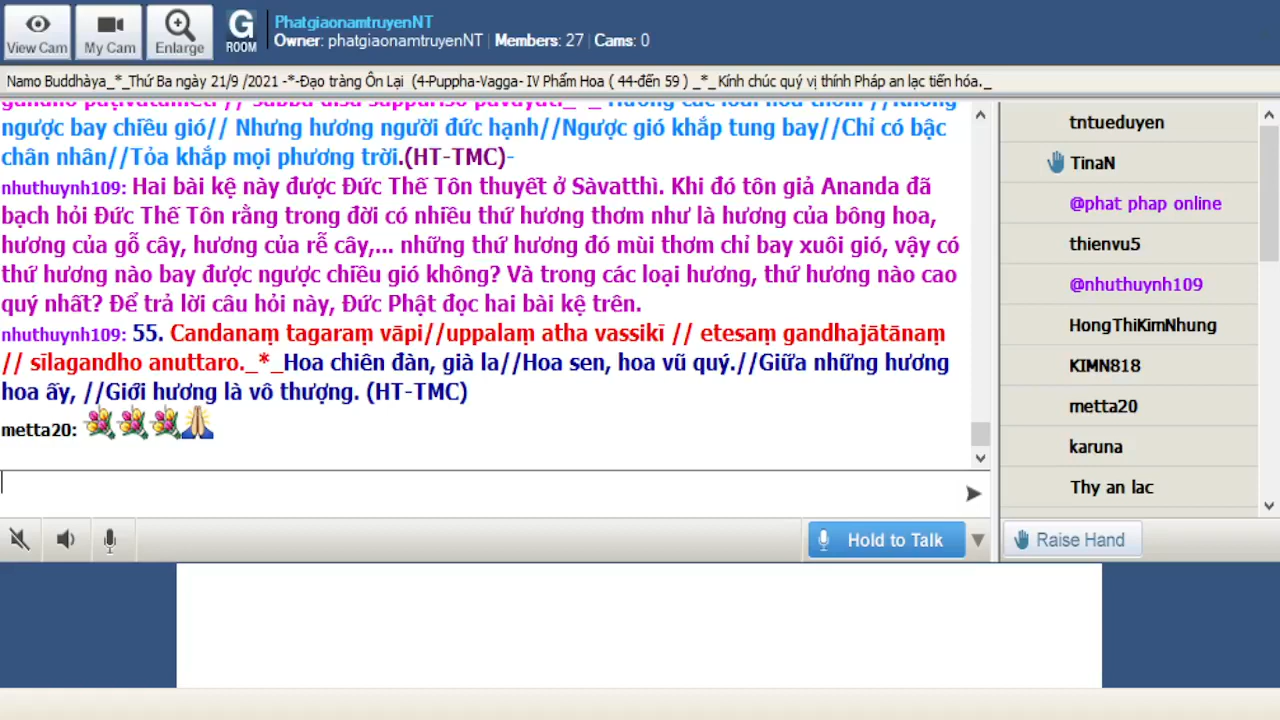 View Cam
My Cam
Enlarge
G
ROOM
PhatgiaonamtruyenNT
Owner: phatgiaonamtruyenNT | Members: 27 | Cams: 0
Namo Buddhàya_*_Thứ Ba ngày 21/9 /2021 -*-Đạo tràng Ôn Lại (4-Puppha-Vagga- IV Phẩm Hoa ( 44-đến 59 ) _*_Kính chúc quý vị thính Pháp an lạc tiến hóa._
ngược bay chiều gió// Nhưng hương người đức hạnh//Ngược gió khắp tung bay//Chỉ có bậc
chân nhân//Tỏa khắp mọi phương trời.(HT-TMC)-
nhuthuynh109: Hai bài kệ này được Đức Thế Tôn thuyết ở Sàvatthì. Khi đó tôn giả Ananda đã
bạch hỏi Đức Thế Tôn rằng trong đời có nhiều thứ hương thơm như là hương của bông hoa,
hương của gỗ cây, hương của rễ cây,... những thứ hương đó mùi thơm chỉ bay xuôi gió, vậy có
thứ hương nào bay được ngược chiều gió không? Và trong các loại hương, thứ hương nào cao
quý nhất? Để trả lời câu hỏi này, Đức Phật đọc hai bài kệ trên.
nhuthuynh109: 55. Candanaṃ tagaraṃ vāpi//uppalaṃ atha vassikī // etesaṃ gandhajātānaṃ
// sīlagandho anuttaro._*_Hoa chiên đàn, già la//Hoa sen, hoa vũ quý.//Giữa những hương
hoa ấy, //Giới hương là vô thượng. (HT-TMC)
metta20:
Hold to Talk
tntueduyen
TinaN
@phat phap online
thienvu5
@nhuthuynh109
HongThiKimNhung
KIMN818
metta20
karuna
Thy an lac
Raise Hand